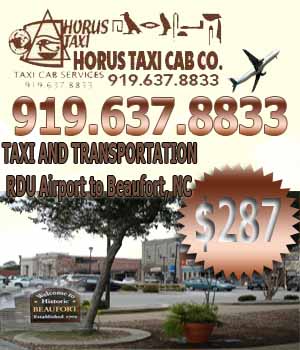 HORUS
TAXI
TAXI CAB SERVICES
919.637.8833
HORUS TAXI CAB CO.
919.637.8833
919.637.8833
TAXI AND TRANSPORTATION
RDU Airport to Beaufort, NC
$287
Welcome to
Historic
BEAUFORT